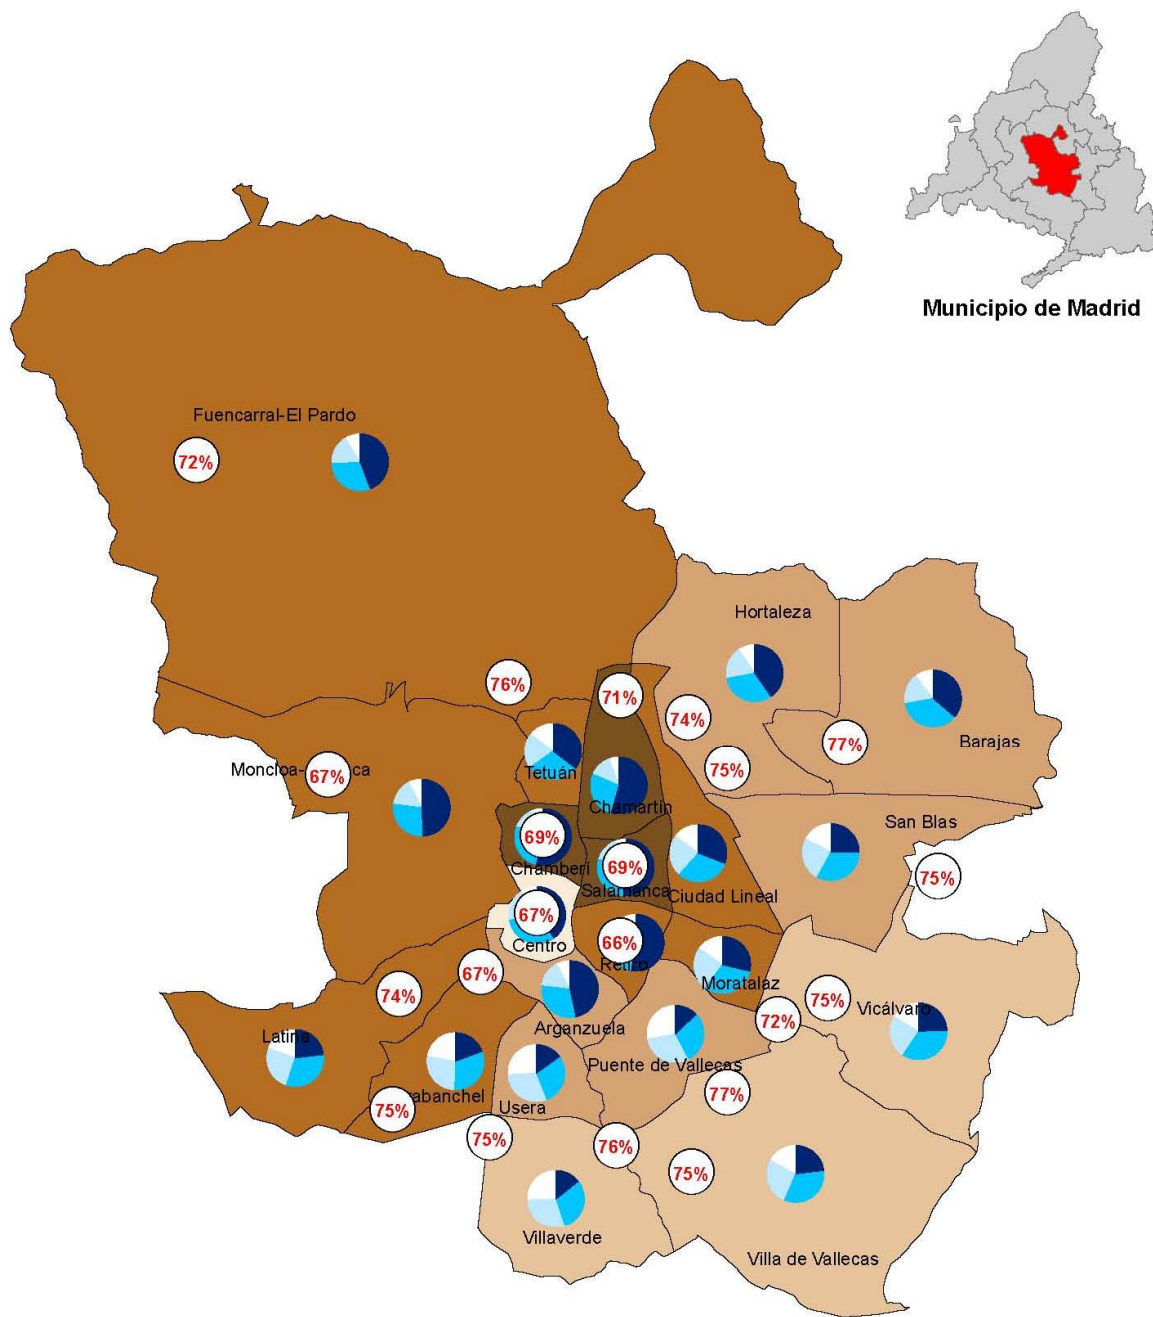 Municipio de Madrid
Fuencarral-El Pardo
72%
Hortaleza
76%
71%
74%
77%
Barajas
75%
Moncloa-
ca
67%
Tetuán
Chamartín
San Blas
69%
Chamberí
69%
Salamanca
Ciudad Lineal
75%
67%
Centro
66%
Retiro
67%
Moratalaz
74%
75%
Vicálvaro
72%
Latina
Arganzuela
Puente de Vallecas
rabanchel
Usera
77%
75%
75%
76%
75%
Villaverde
Villa de Vallecas